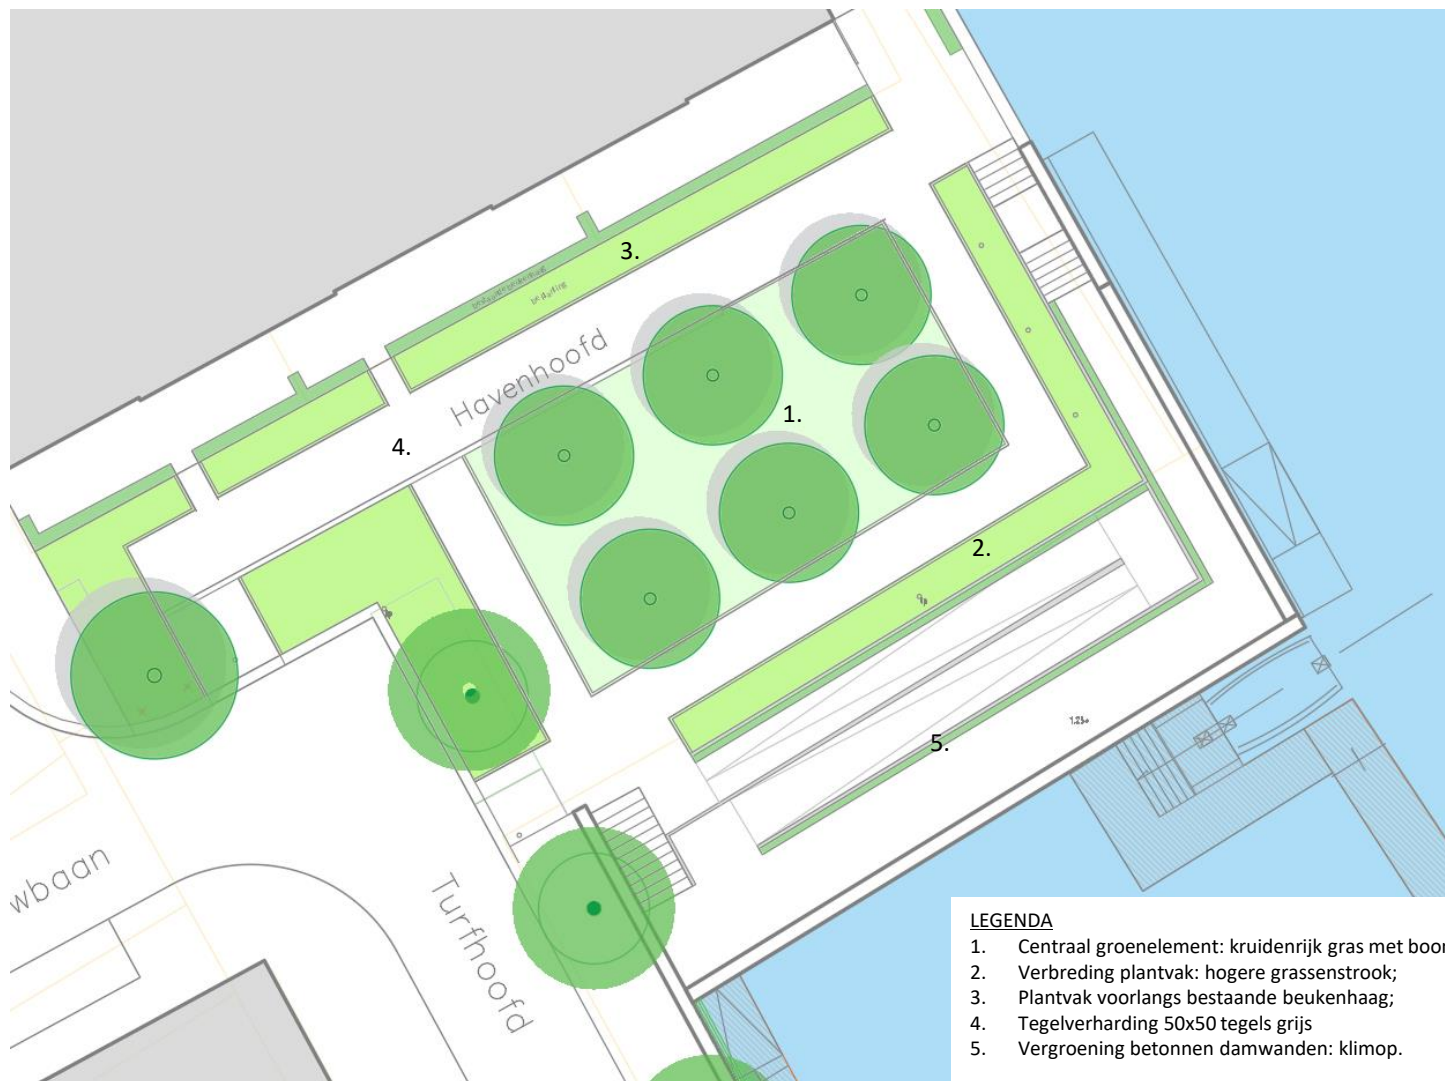 3.
Havenhoofd
1.
4.
2.
5.
wbaan
Turfhoofd
LEGENDA
1. Centraal groenelement: kruidenrijk gras met boom
2. Verbreding plantvak: hogere grassenstrook;
3. Plantvak voorlangs bestaande beukenhaag;
4. Tegelverharding 50x50 tegels grijs
5. Vergroening betonnen damwanden: klimop.